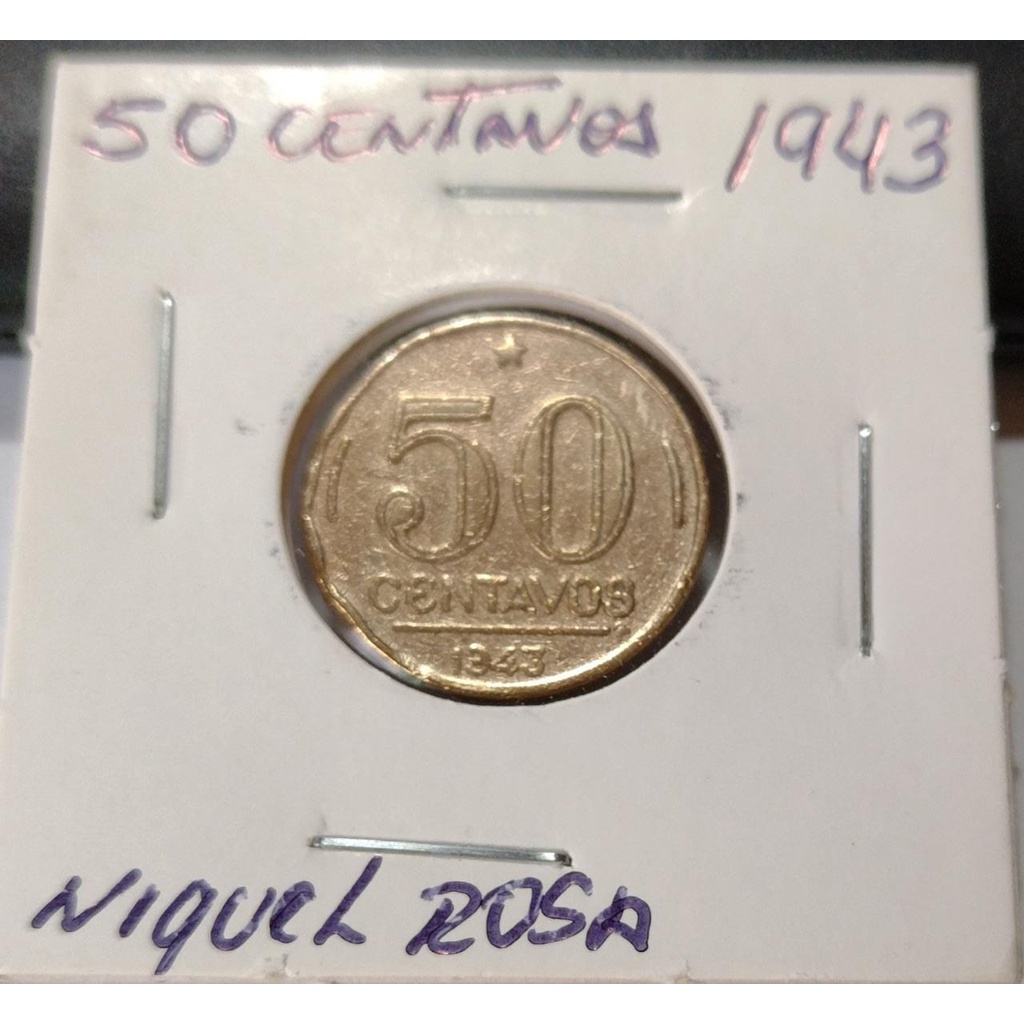 50 CENTAVOS 1943
50
CENTAVOS
1943
NIQUEL ROSA